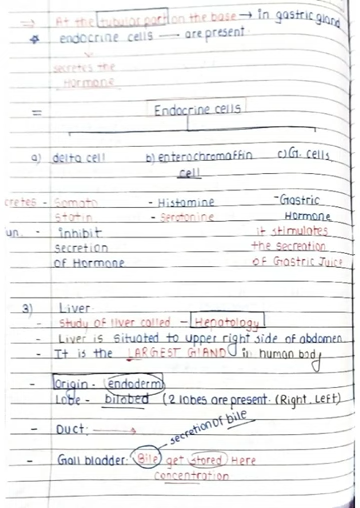 ⇒ At the tubular part on the base → in gastric gland
* endocrine cells — are present
secretes the
Hormone
= Endocrine cells
a) delta cell b) enterochromaffin c) G. cells
cell
cretes - Somato - Histamine - Gastric
statin - Serotonine Hormone
un. - inhibit it stimulates
secretion the secreation
of Hormone of Gastric Juice
3) Liver
- study of liver called - Hepatology
- Liver is situated to upper right side of abdomen
- It is the LARGEST GLAND in human body
- Origin - endoderm
Lobe - bilobed (2 lobes are present. (Right, Left)
- Duct: →
secretion of bile
- Gall bladder: Bile get stored Here
concentration